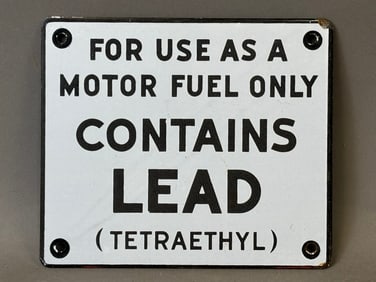 FOR USE AS A
MOTOR FUEL ONLY
CONTAINS
LEAD
(TETRAETHYL)